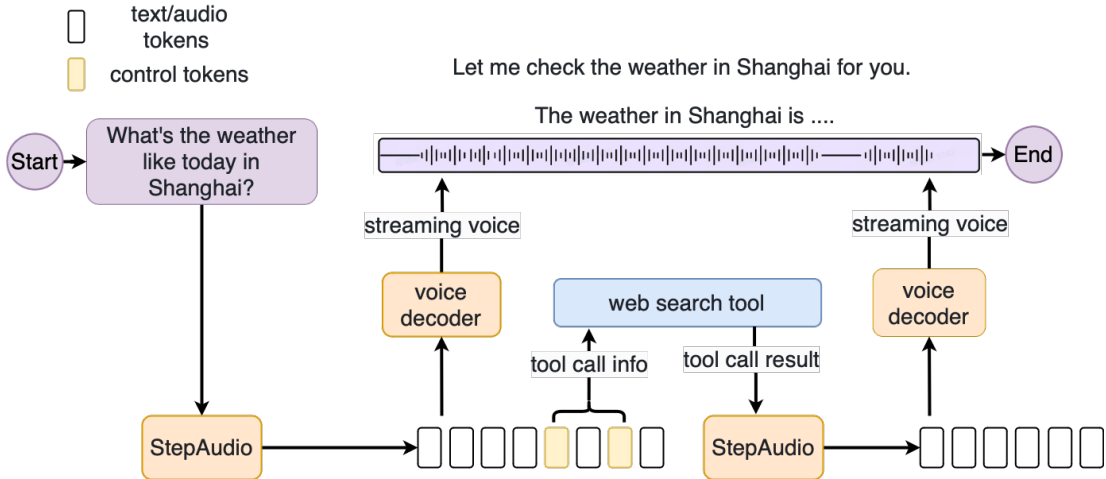 text/audio
tokens
control tokens
Let me check the weather in Shanghai for you.
The weather in Shanghai is ....
Start
What's the weather
like today in
Shanghai?
End
streaming voice
streaming voice
voice
decoder
web search tool
voice
decoder
tool call info
tool call result
StepAudio
StepAudio